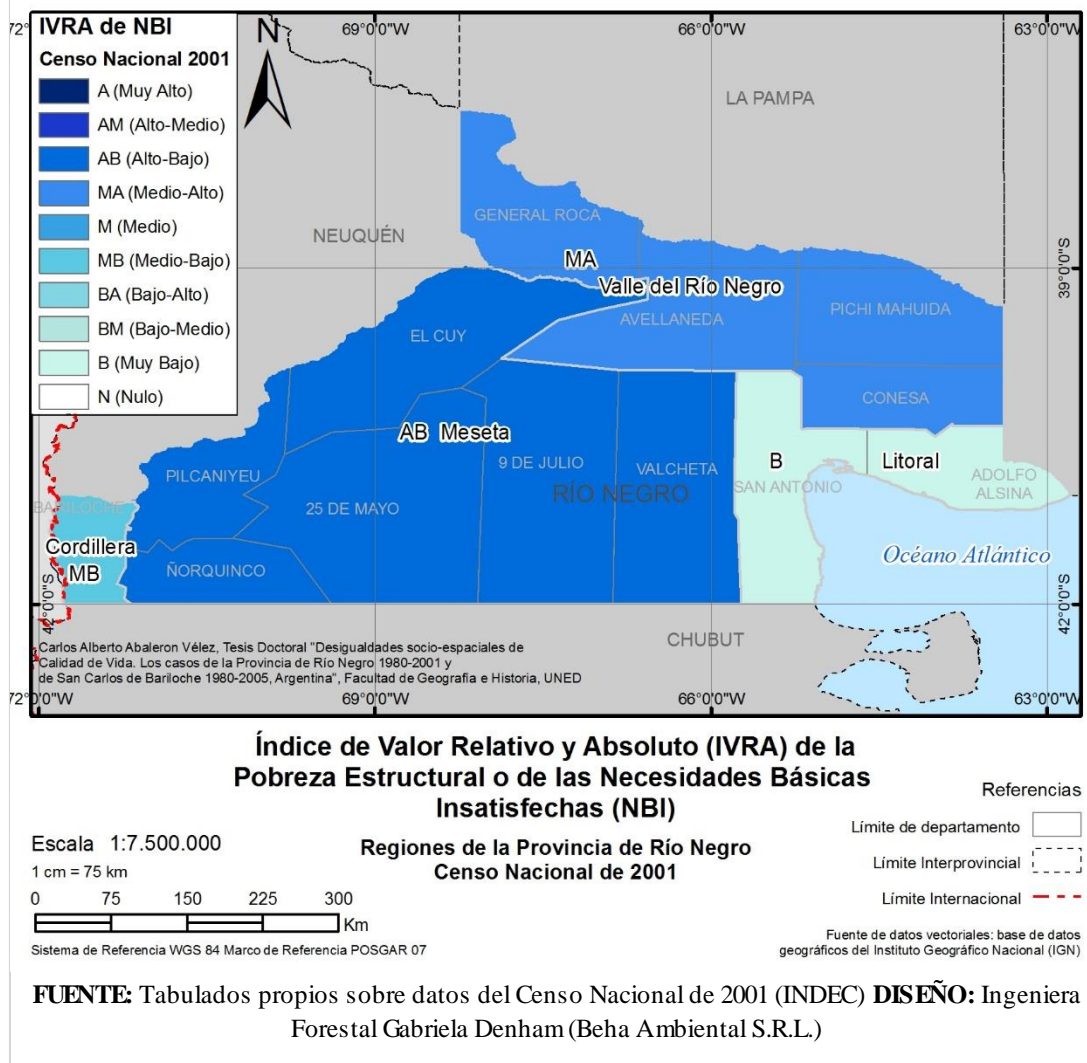 IVRA de NBI
Censo Nacional 2001
A (Muy Alto)
AM (Alto-Medio)
AB (Alto-Bajo)
MA (Medio-Alto)
M (Medio)
MB (Medio-Bajo)
BA (Bajo-Alto)
BM (Bajo-Medio)
B (Muy Bajo)
N (Nulo)
72°
N
69°0'0"W
66°0'0"W
63°0'0"W
LA PAMPA
NEUQUÉN
GENERAL ROCA
MA
39°0'0"S
39°0'0"S
Valle del Río Negro
AVELLANEDA
PICHI MAHUIDA
EL CUY
CONESA
AB Meseta
9 DE JULIO
VALCHETA
B
Litoral
PILCANIYEU
RÍO NEGRO
SAN ANTONIO
ADOLFO
ALSINA
25 DE MAYO
BARILOCHE
Cordillera
MB
ÑORQUINCO
Océano Atlántico
42°0'0"S
42°0'0"S
CHUBUT
Carlos Alberto Abaleron Vélez, Tesis Doctoral "Desigualdades socio-espaciales de
Calidad de Vida. Los casos de la Provincia de Río Negro 1980-2001 y
de San Carlos de Bariloche 1980-2005, Argentina", Facultad de Geografía e Historia, UNED
72°0'0"W
69°0'0"W
66°0'0"W
63°0'0"W
Índice de Valor Relativo y Absoluto (IVRA) de la
Pobreza Estructural o de las Necesidades Básicas
Insatisfechas (NBI)
Regiones de la Provincia de Río Negro
Censo Nacional de 2001
Escala 1:7.500.000
1 cm = 75 km
0 75 150 225 300
Km
Sistema de Referencia WGS 84 Marco de Referencia POSGAR 07
Referencias
Límite de departamento
Límite Interprovincial
Límite Internacional
Fuente de datos vectoriales: base de datos
geográficos del Instituto Geográfico Nacional (IGN)
FUENTE: Tabulados propios sobre datos del Censo Nacional de 2001 (INDEC) DISEÑO: Ingeniera
Forestal Gabriela Denham (Beha Ambiental S.R.L.)